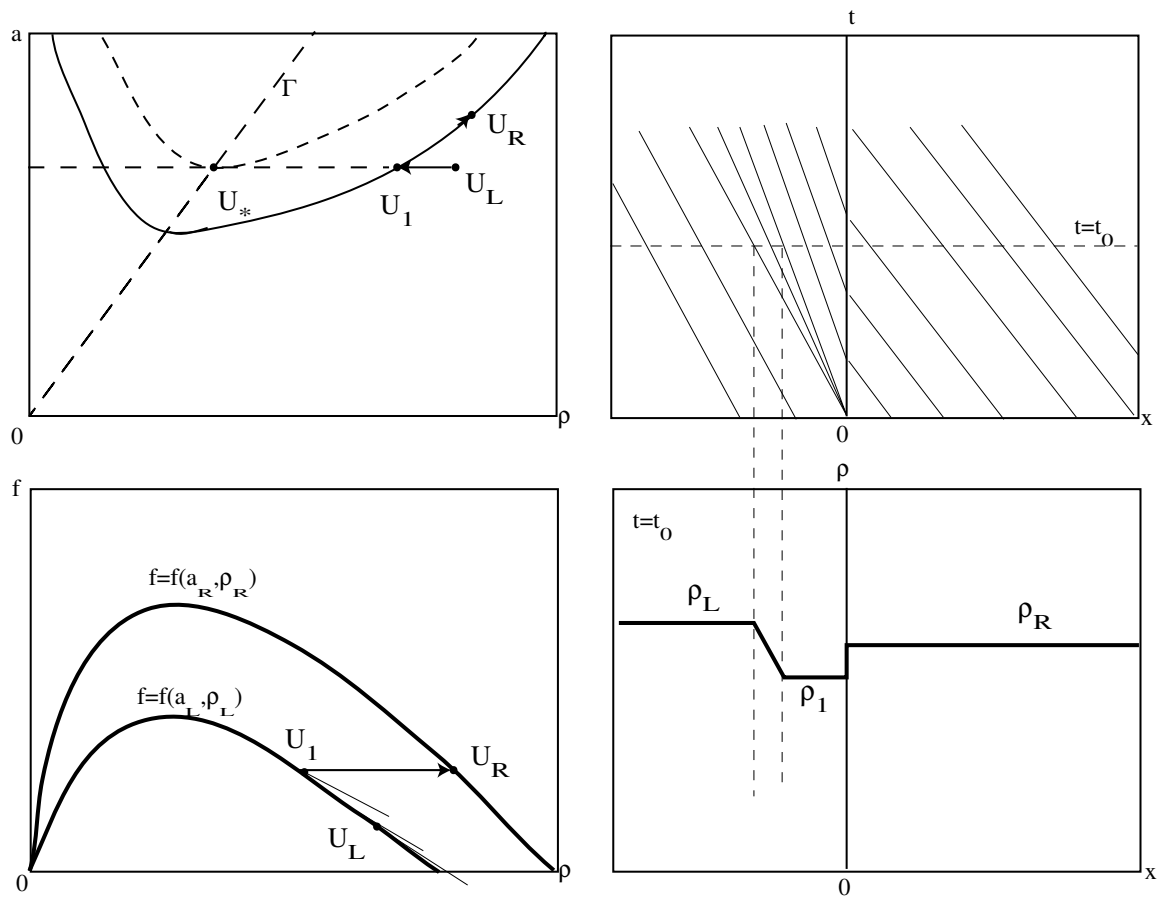 a
Γ
U_R
U_*
U_1
U_L
ρ
0
t
t=t_0
x
0
f
f=f(a_R,ρ_R)
f=f(a_L,ρ_L)
U_1
U_R
U_L
ρ
0
ρ
t=t_0
ρ_L
ρ_R
ρ_1
x
0